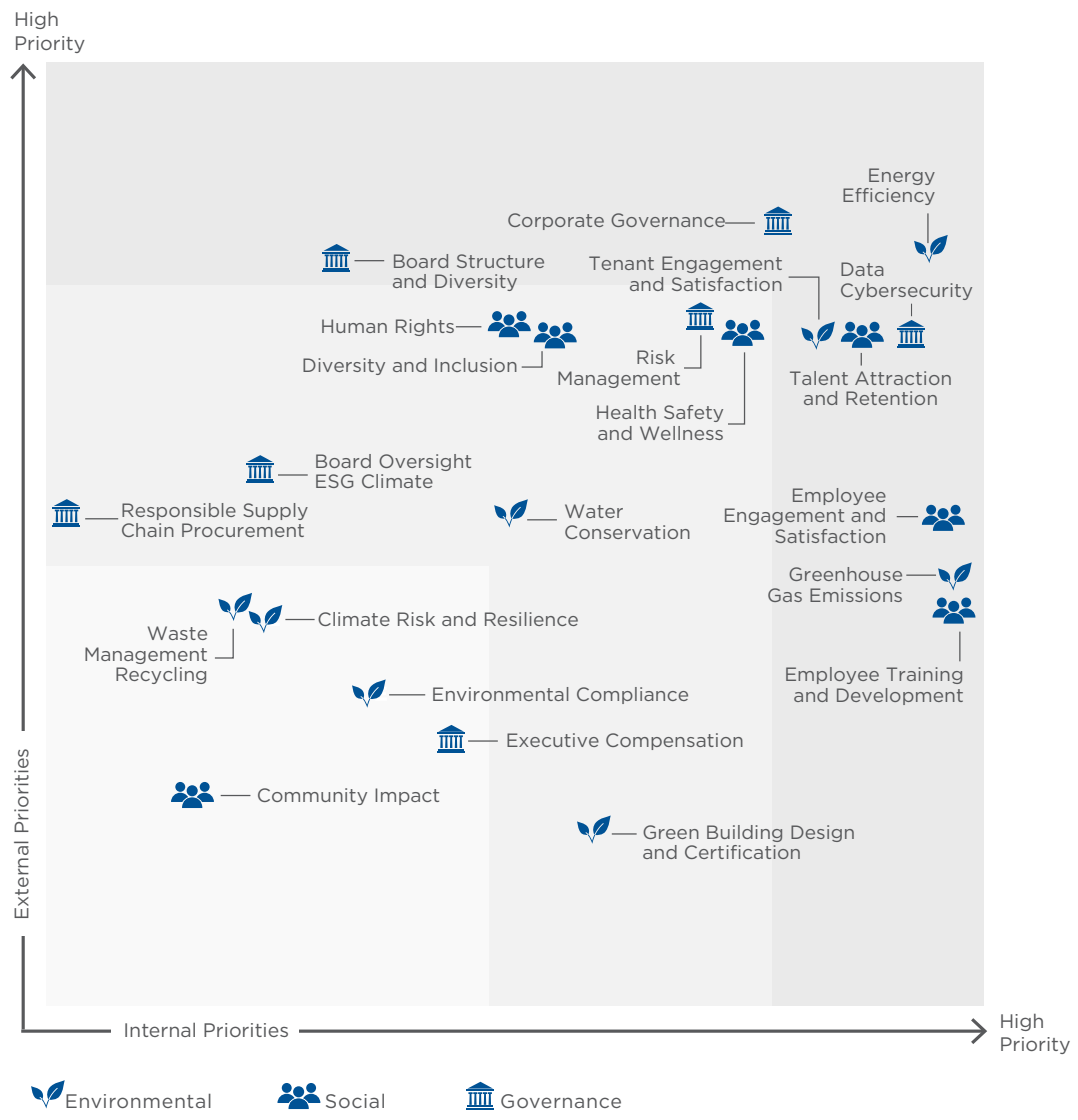 High
Priority
Energy
Efficiency
Corporate Governance
Board Structure
and Diversity
Tenant Engagement
and Satisfaction
Data
Cybersecurity
Human Rights
Diversity and Inclusion
Risk
Management
Talent Attraction
and Retention
Health Safety
and Wellness
Board Oversight
ESG Climate
Responsible Supply
Chain Procurement
Water
Conservation
Employee
Engagement and
Satisfaction
Greenhouse
Gas Emissions
Climate Risk and Resilience
Waste
Management
Recycling
Employee Training
and Development
Environmental Compliance
Executive Compensation
Community Impact
Green Building Design
and Certification
External Priorities
Internal Priorities
High
Priority
Environmental
Social
Governance